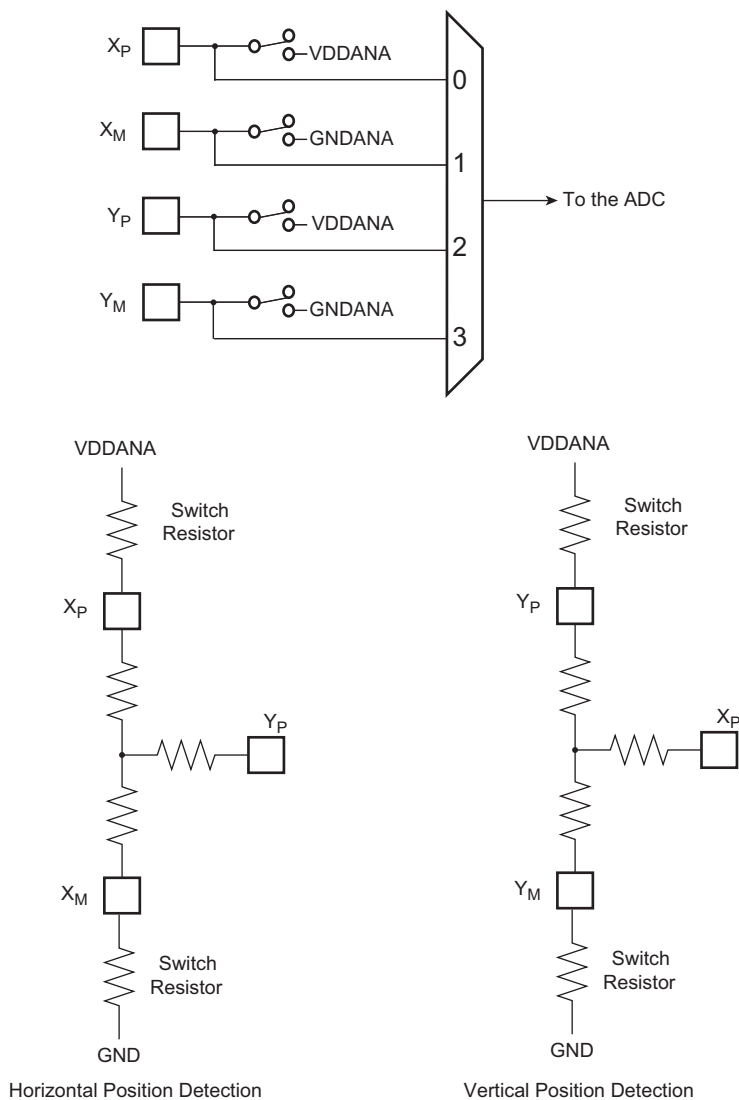 XP
VDDANA
0
XM
GNDANA
1
To the ADC
YP
VDDANA
2
YM
GNDANA
3
VDDANA
Switch
Resistor
XP
YP
XM
Switch
Resistor
GND
Horizontal Position Detection
VDDANA
Switch
Resistor
YP
XP
YM
Switch
Resistor
GND
Vertical Position Detection